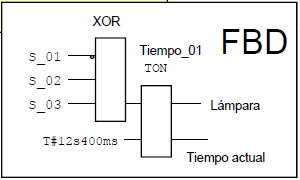 XOR
FBD
Tiempo_01
TON
S_01
S_02
S_03
Lámpara
T#12s400ms
Tiempo actual